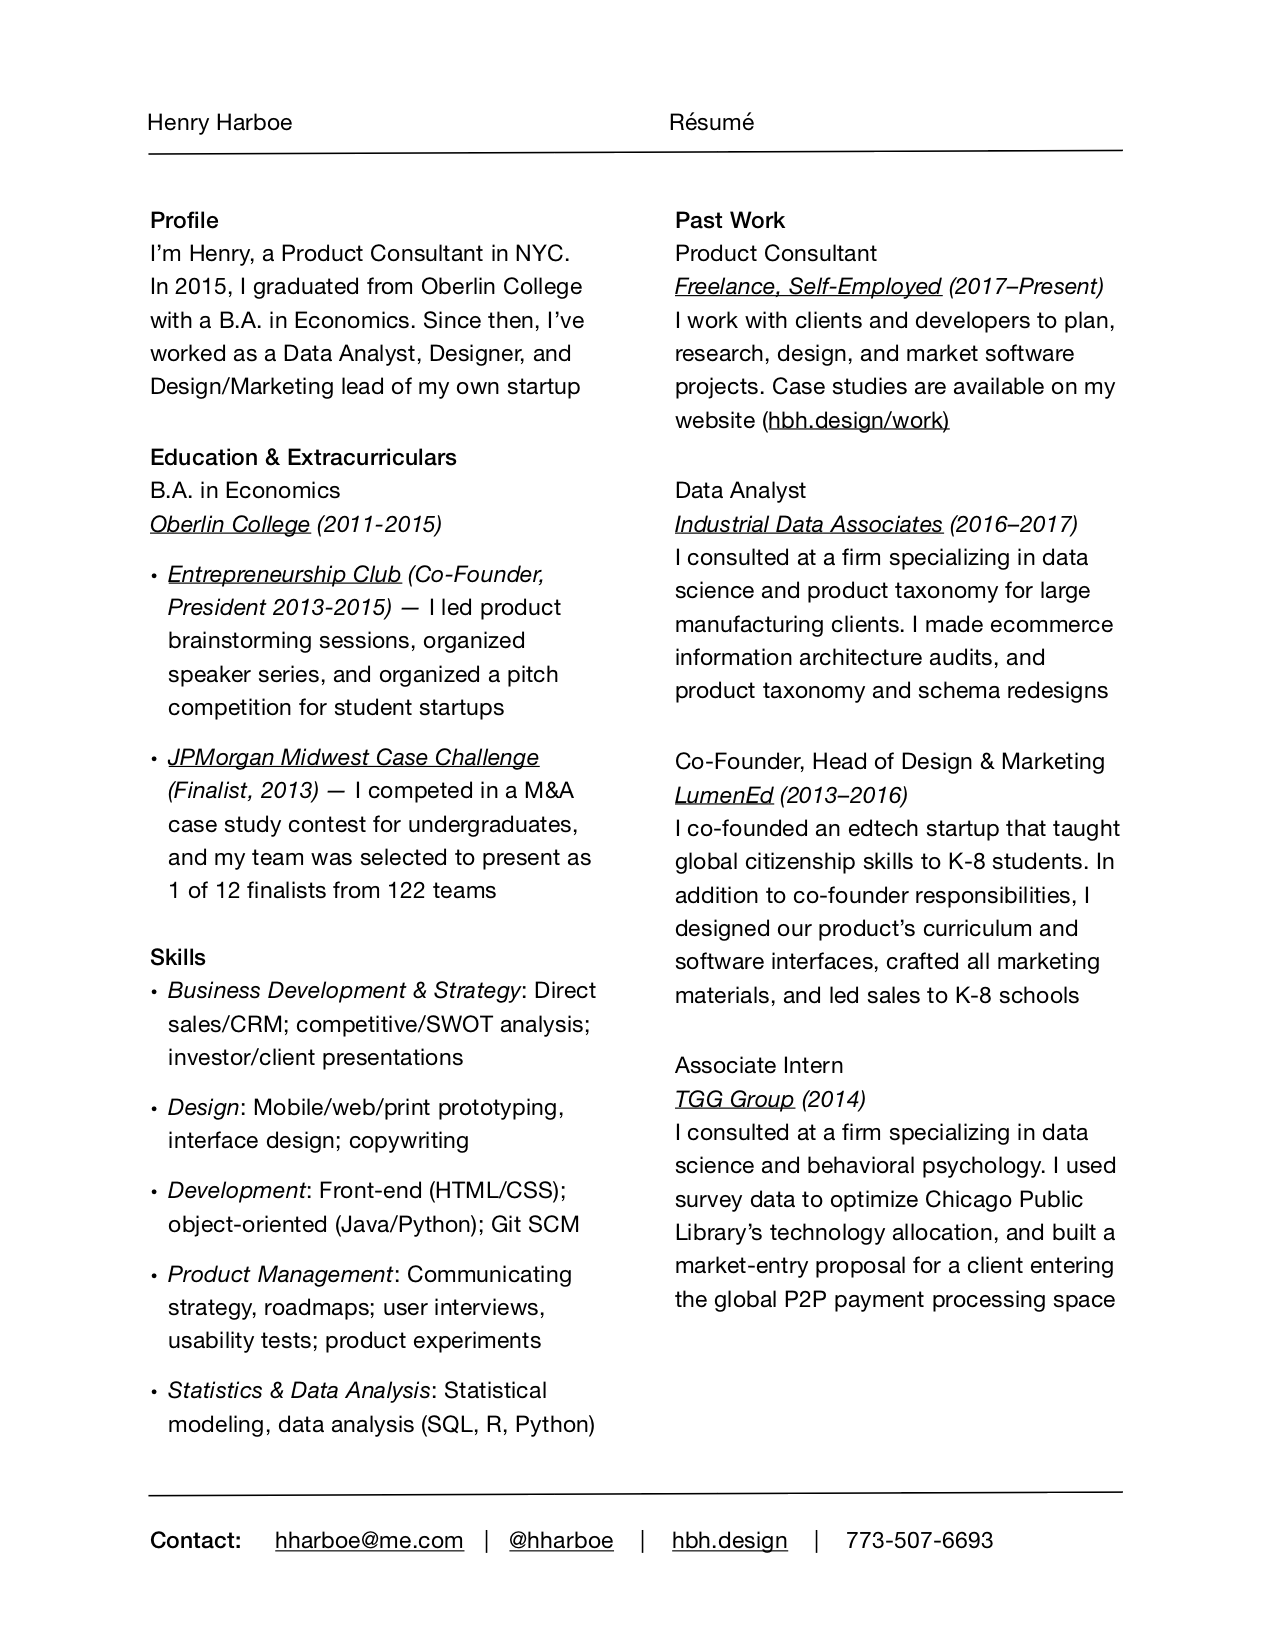 Henry Harboe
Résumé
Profile
I’m Henry, a Product Consultant in NYC.
In 2015, I graduated from Oberlin College
with a B.A. in Economics. Since then, I’ve
worked as a Data Analyst, Designer, and
Design/Marketing lead of my own startup
Education & Extracurriculars
B.A. in Economics
Oberlin College (2011-2015)
• Entrepreneurship Club (Co-Founder,
President 2013-2015) — I led product
brainstorming sessions, organized
speaker series, and organized a pitch
competition for student startups
• JPMorgan Midwest Case Challenge
(Finalist, 2013) — I competed in a M&A
case study contest for undergraduates,
and my team was selected to present as
1 of 12 finalists from 122 teams
Skills
• Business Development & Strategy: Direct
sales/CRM; competitive/SWOT analysis;
investor/client presentations
• Design: Mobile/web/print prototyping,
interface design; copywriting
• Development: Front-end (HTML/CSS);
object-oriented (Java/Python); Git SCM
• Product Management: Communicating
strategy, roadmaps; user interviews,
usability tests; product experiments
• Statistics & Data Analysis: Statistical
modeling, data analysis (SQL, R, Python)
Past Work
Product Consultant
Freelance, Self-Employed (2017–Present)
I work with clients and developers to plan,
research, design, and market software
projects. Case studies are available on my
website (hbh.design/work)
Data Analyst
Industrial Data Associates (2016–2017)
I consulted at a firm specializing in data
science and product taxonomy for large
manufacturing clients. I made ecommerce
information architecture audits, and
product taxonomy and schema redesigns
Co-Founder, Head of Design & Marketing
LumenEd (2013–2016)
I co-founded an edtech startup that taught
global citizenship skills to K-8 students. In
addition to co-founder responsibilities, I
designed our product’s curriculum and
software interfaces, crafted all marketing
materials, and led sales to K-8 schools
Associate Intern
TGG Group (2014)
I consulted at a firm specializing in data
science and behavioral psychology. I used
survey data to optimize Chicago Public
Library’s technology allocation, and built a
market-entry proposal for a client entering
the global P2P payment processing space
Contact: hharboe@me.com | @hharboe | hbh.design | 773-507-6693